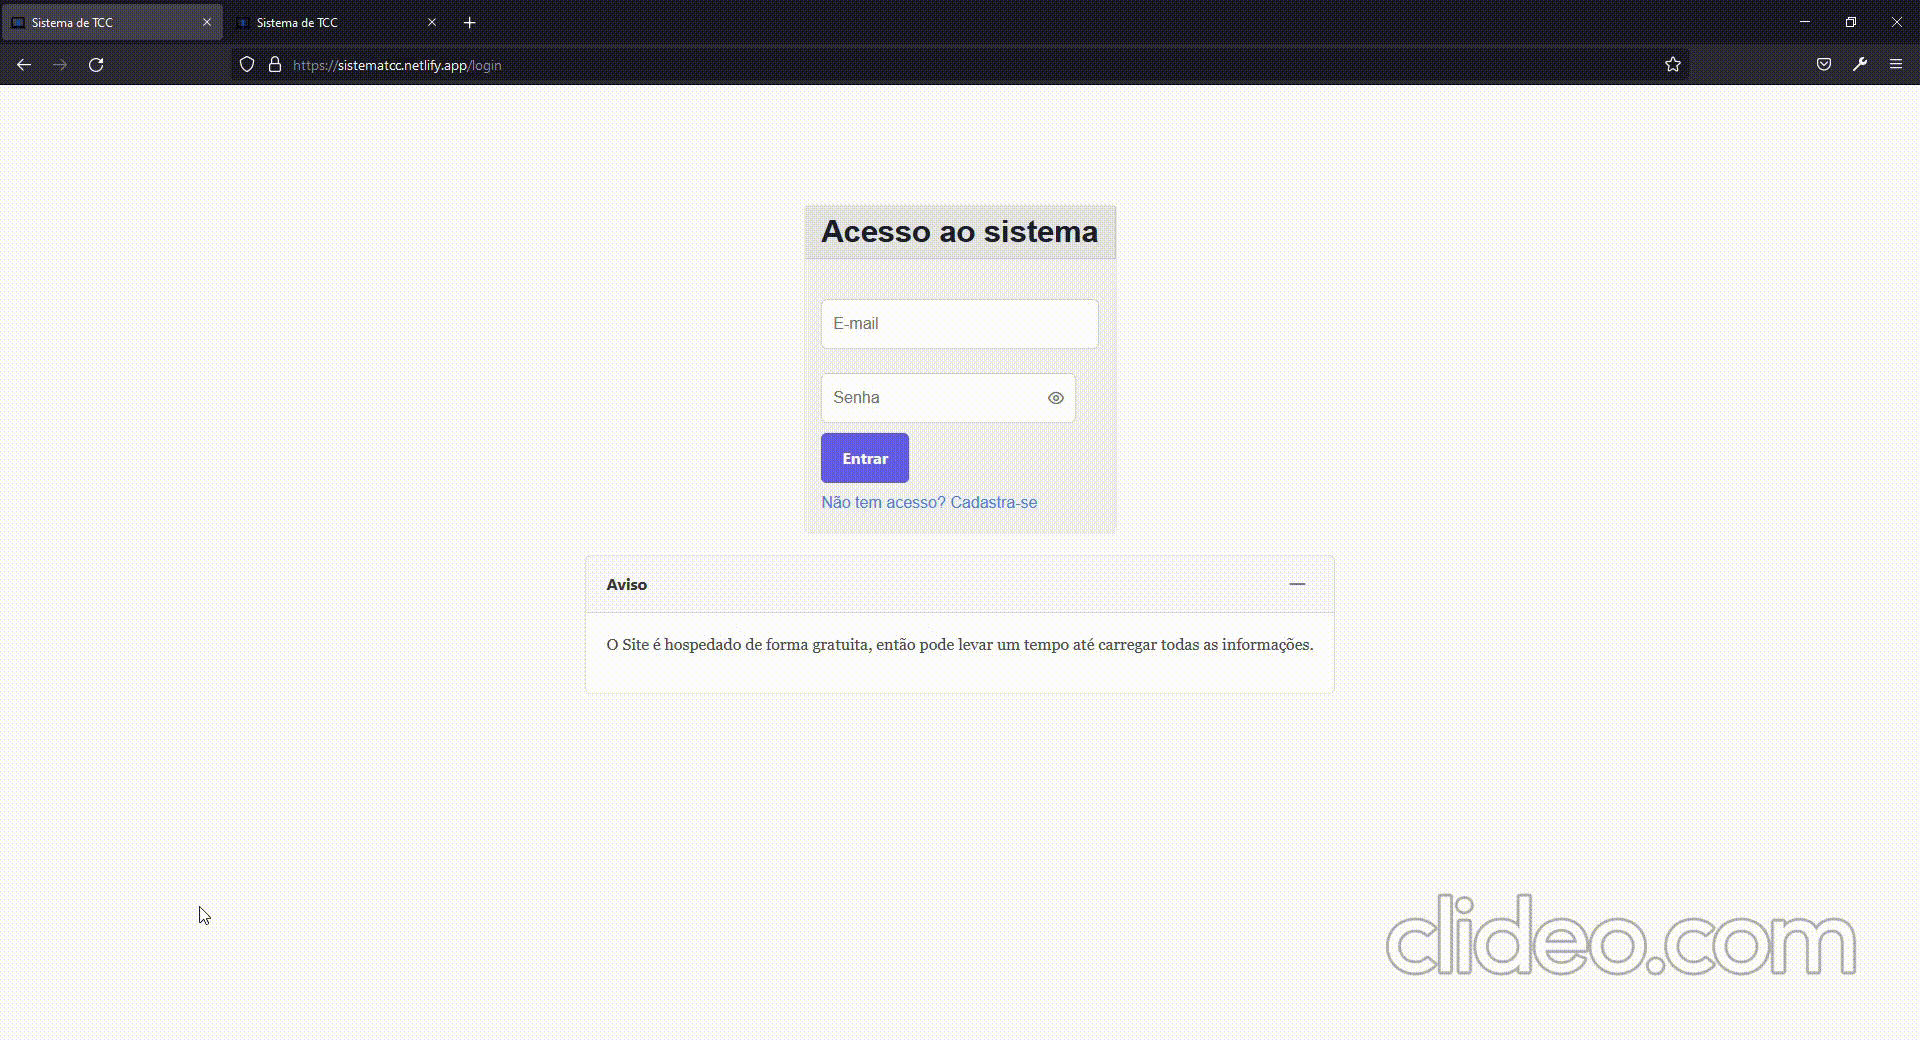 Sistema de TCC
Sistema de TCC
https://sistematcc.netlify.app/login
Acesso ao sistema
E-mail
Senha
Entrar
Não tem acesso? Cadastra-se
Aviso
O Site é hospedado de forma gratuita, então pode levar um tempo até carregar todas as informações.
clideo.com